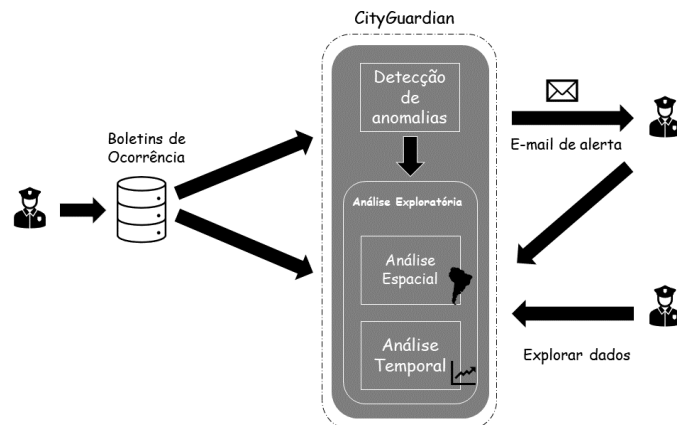 CityGuardian
Detecção
de
anomalias
E-mail de alerta
Boletins de
Ocorrência
Análise Exploratória
Análise
Espacial
Análise
Temporal
Explorar dados